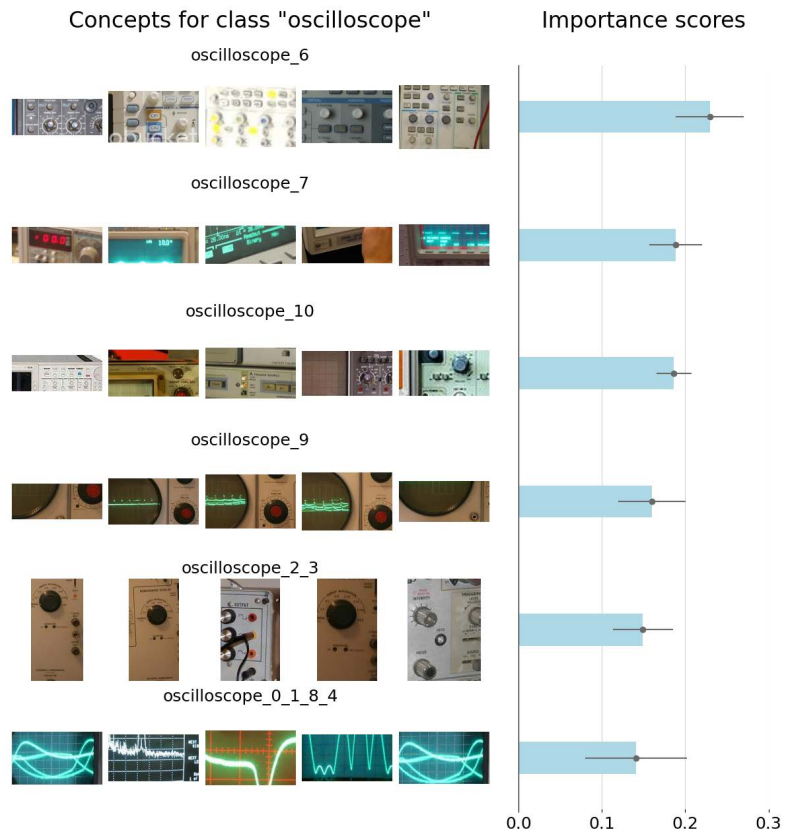 Concepts for class "oscilloscope"
Importance scores
oscilloscope_6
oscilloscope_7
oscilloscope_10
oscilloscope_9
oscilloscope_2_3
oscilloscope_0_1_8_4
0.0 0.1 0.2 0.3